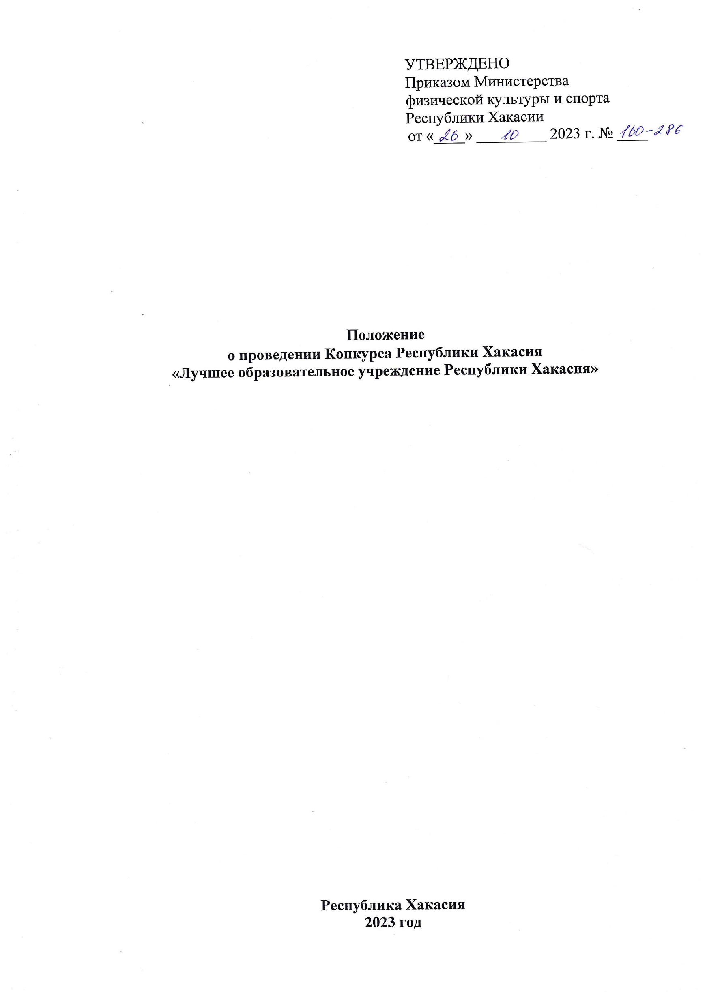 УТВЕРЖДЕНО
Приказом Министерства
физической культуры и спорта
Республики Хакасии
от «26» 10 2023 г. № 160-286
Положение
о проведении Конкурса Республики Хакасия
«Лучшее образовательное учреждение Республики Хакасия»
Республика Хакасия
2023 год